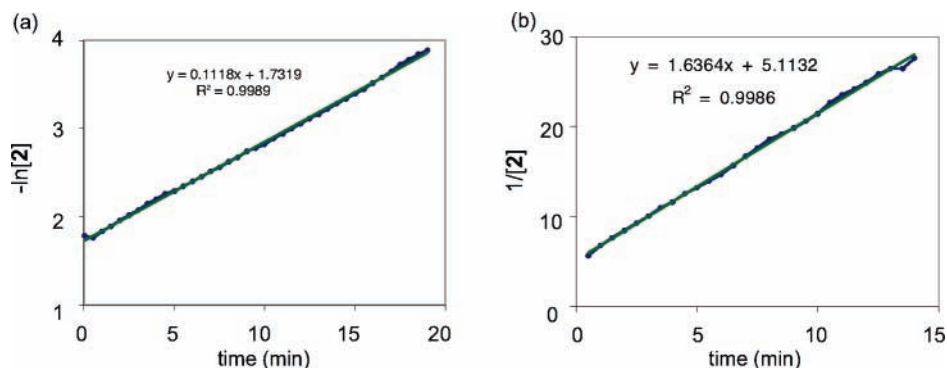 (a)
4
3
2
1
-ln[2]
y = 0.1118x + 1.7319
R² = 0.9989
0 5 10 15 20
time (min)
(b)
30
20
10
0
1/[2]
y = 1.6364x + 5.1132
R² = 0.9986
0 5 10 15
time (min)